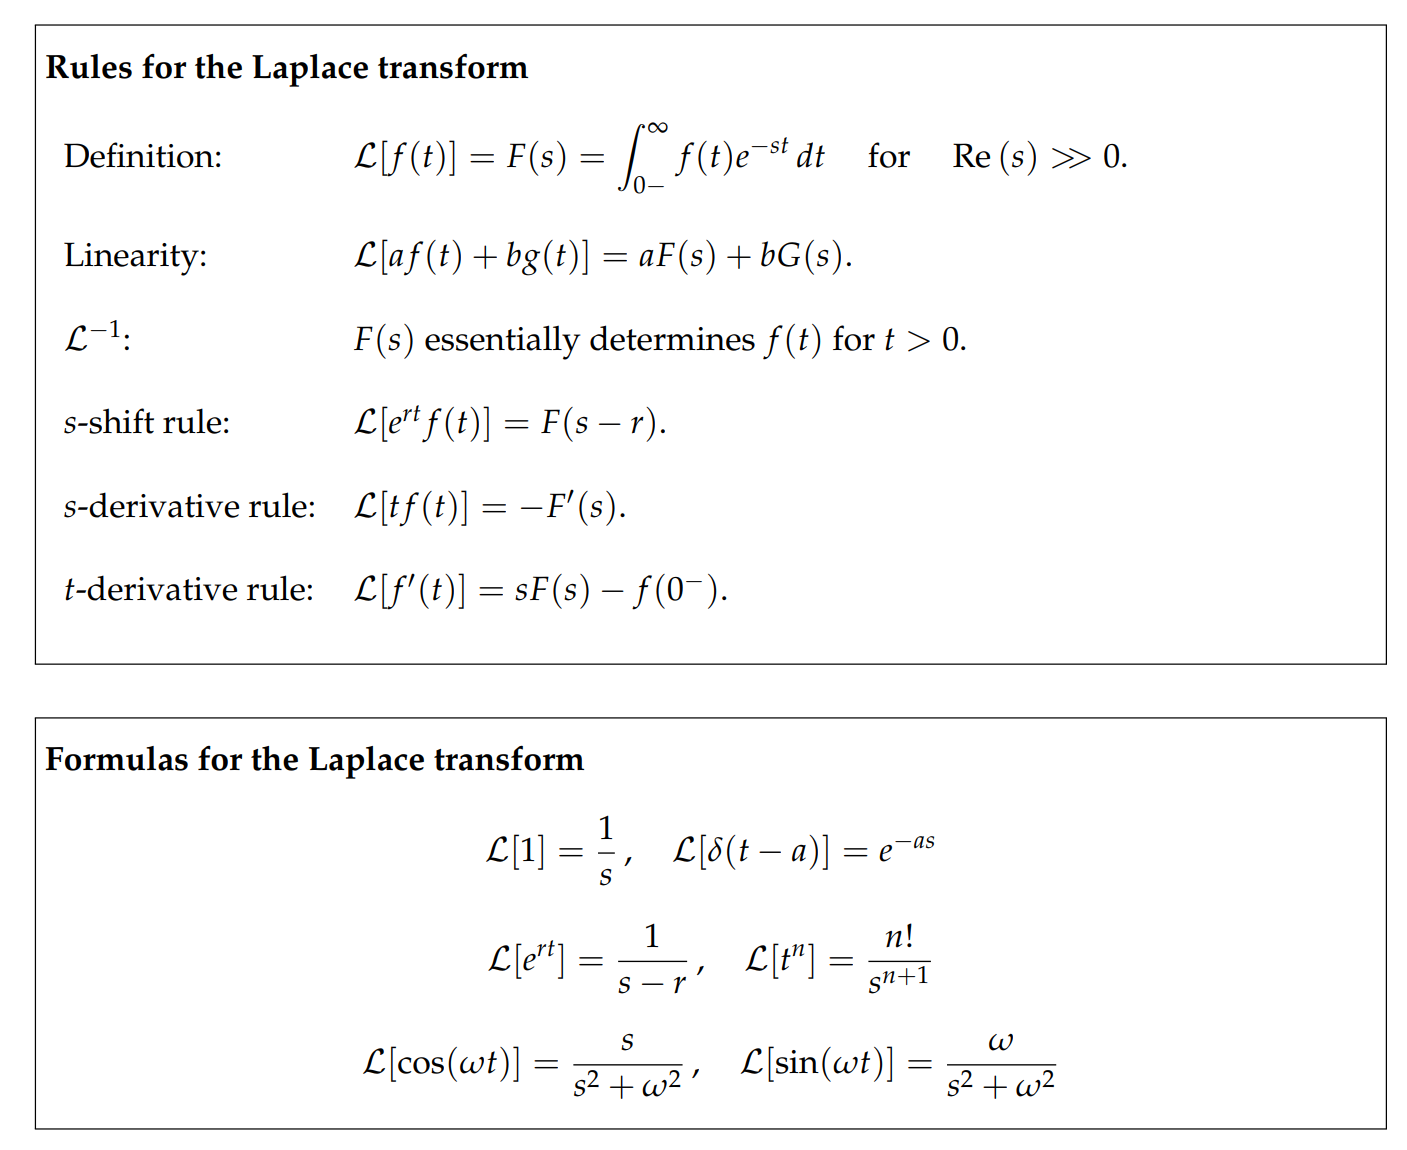 Rules for the Laplace transform
Definition: $\mathcal{L}[f(t)] = F(s) = \int_{0-}^{\infty} f(t)e^{-st}\,dt$ for $\mathrm{Re}\,(s) \gg 0$.
Linearity: $\mathcal{L}[af(t) + bg(t)] = aF(s) + bG(s)$.
$\mathcal{L}^{-1}$: $F(s)$ essentially determines $f(t)$ for $t > 0$.
$s$-shift rule: $\mathcal{L}[e^{rt}f(t)] = F(s - r)$.
$s$-derivative rule: $\mathcal{L}[tf(t)] = -F'(s)$.
$t$-derivative rule: $\mathcal{L}[f'(t)] = sF(s) - f(0^-)$.
Formulas for the Laplace transform
$\mathcal{L}[1] = \frac{1}{s}, \quad \mathcal{L}[\delta(t - a)] = e^{-as}$
$\mathcal{L}[e^{rt}] = \frac{1}{s - r}, \quad \mathcal{L}[t^n] = \frac{n!}{s^{n+1}}$
$\mathcal{L}[\cos(\omega t)] = \frac{s}{s^2 + \omega^2}, \quad \mathcal{L}[\sin(\omega t)] = \frac{\omega}{s^2 + \omega^2}$